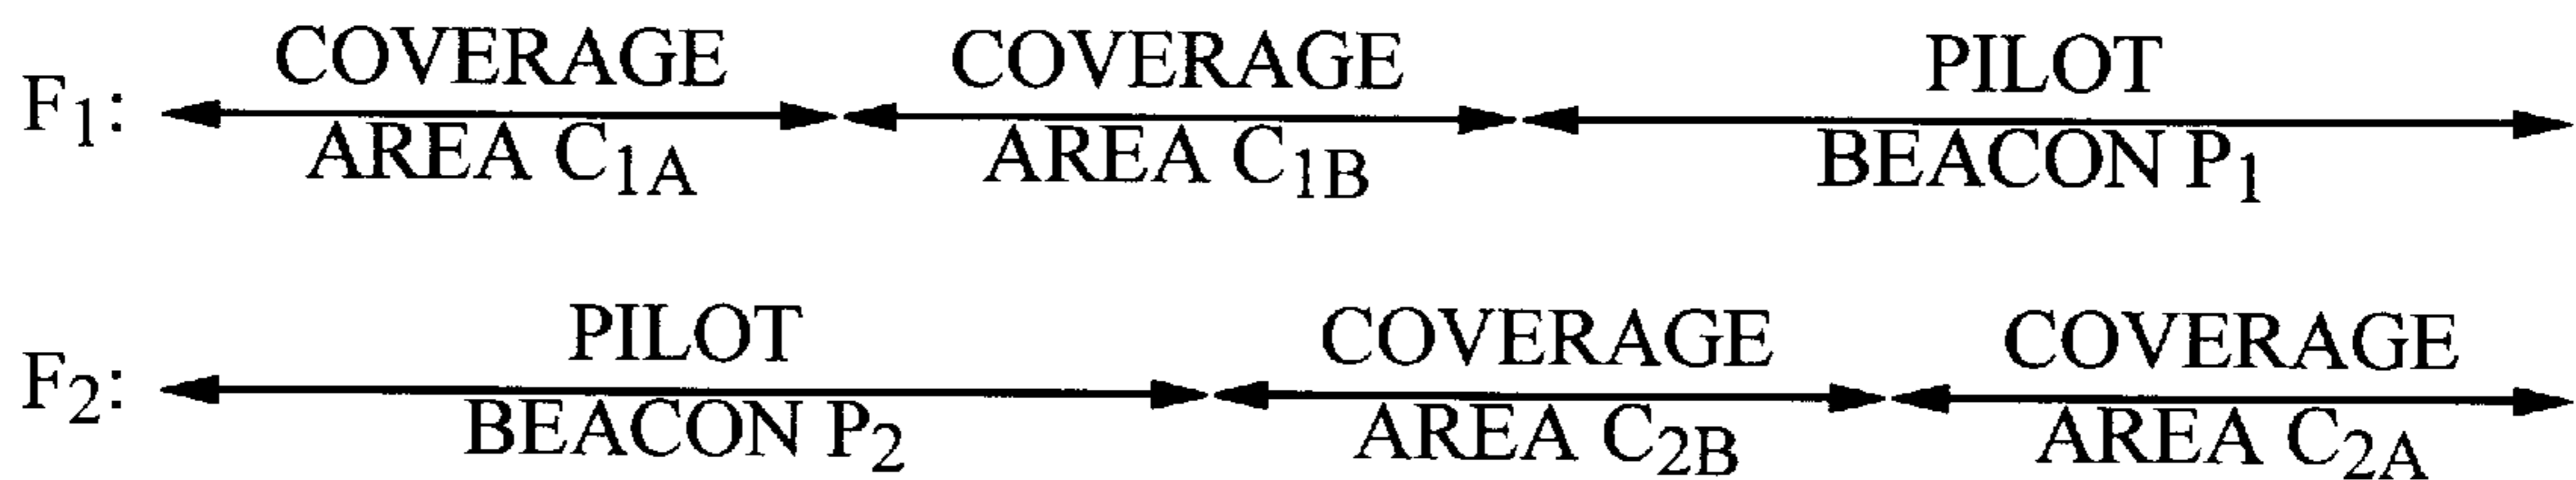 F1: COVERAGE COVERAGE PILOT
AREA C1A AREA C1B BEACON P1
F2: PILOT COVERAGE COVERAGE
BEACON P2 AREA C2B AREA C2A